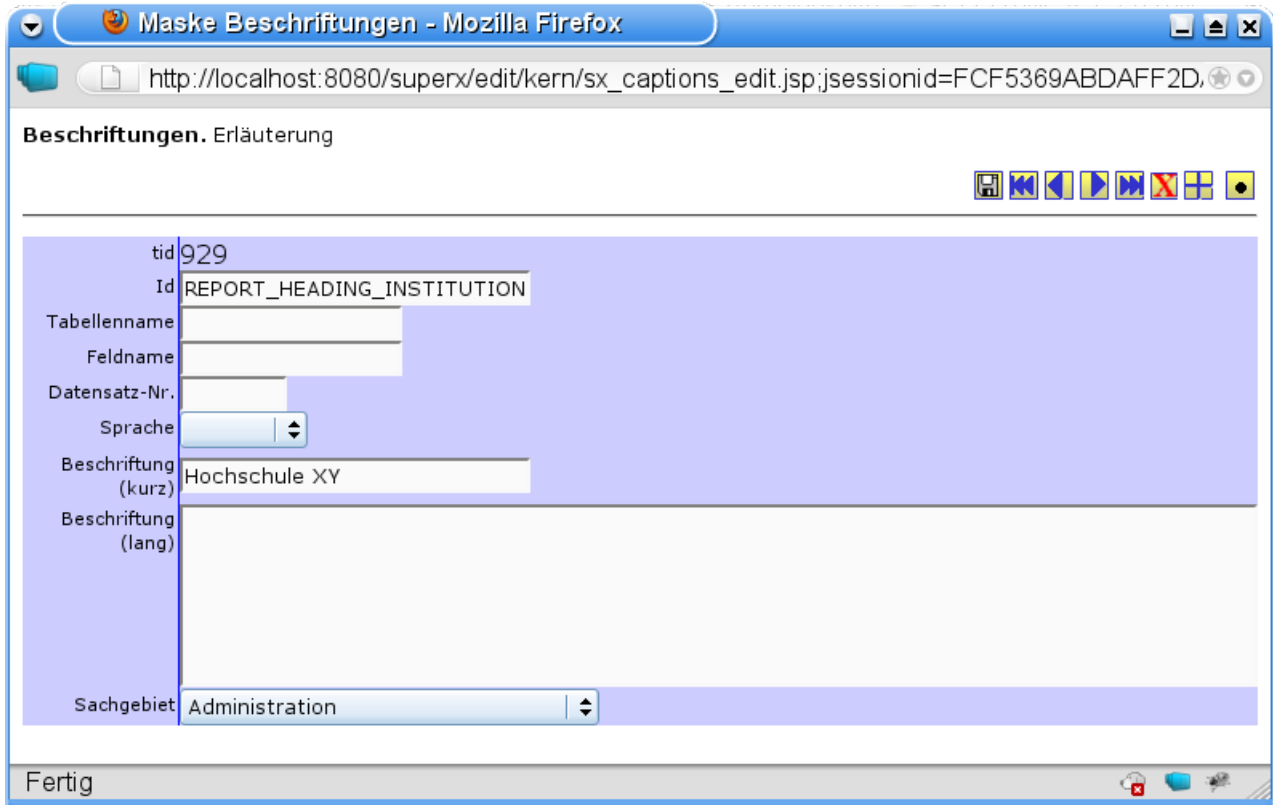 Maske Beschriftungen - Mozilla Firefox
http://localhost:8080/superx/edit/kern/sx_captions_edit.jsp;jsessionid=FCF5369ABDAFF2D
Beschriftungen. Erläuterung
X
tid 929
Id REPORT_HEADING_INSTITUTION
Tabellenname
Feldname
Datensatz-Nr.
Sprache
Beschriftung
(kurz) Hochschule XY
Beschriftung
(lang)
Sachgebiet Administration
Fertig